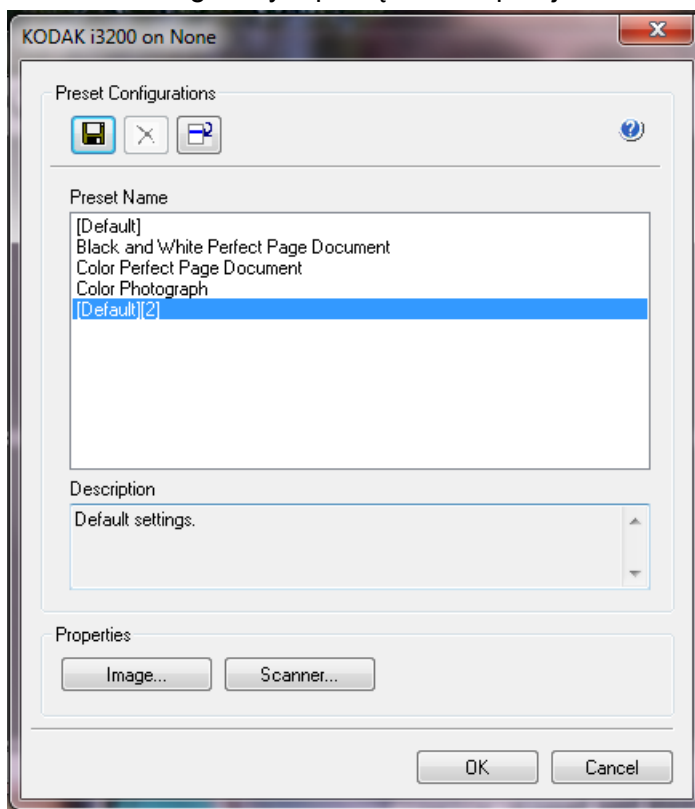 KODAK i3200 on None
Preset Configurations
Preset Name
[Default]
Black and White Perfect Page Document
Color Perfect Page Document
Color Photograph
[Default][2]
Description
Default settings.
Properties
Image... Scanner...
OK Cancel